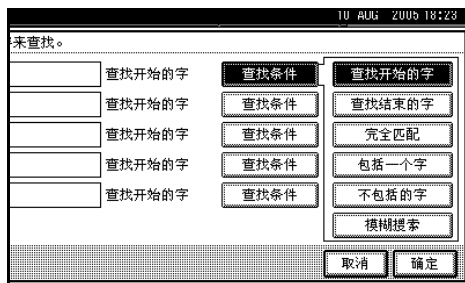 10 AUG 2005 18:23
来查找。
查找开始的字 查找条件 查找开始的字
查找开始的字 查找条件 查找结束的字
查找开始的字 查找条件 完全匹配
查找开始的字 查找条件 包括一个字
查找开始的字 查找条件 不包括的字
模糊搜索
取消 确定